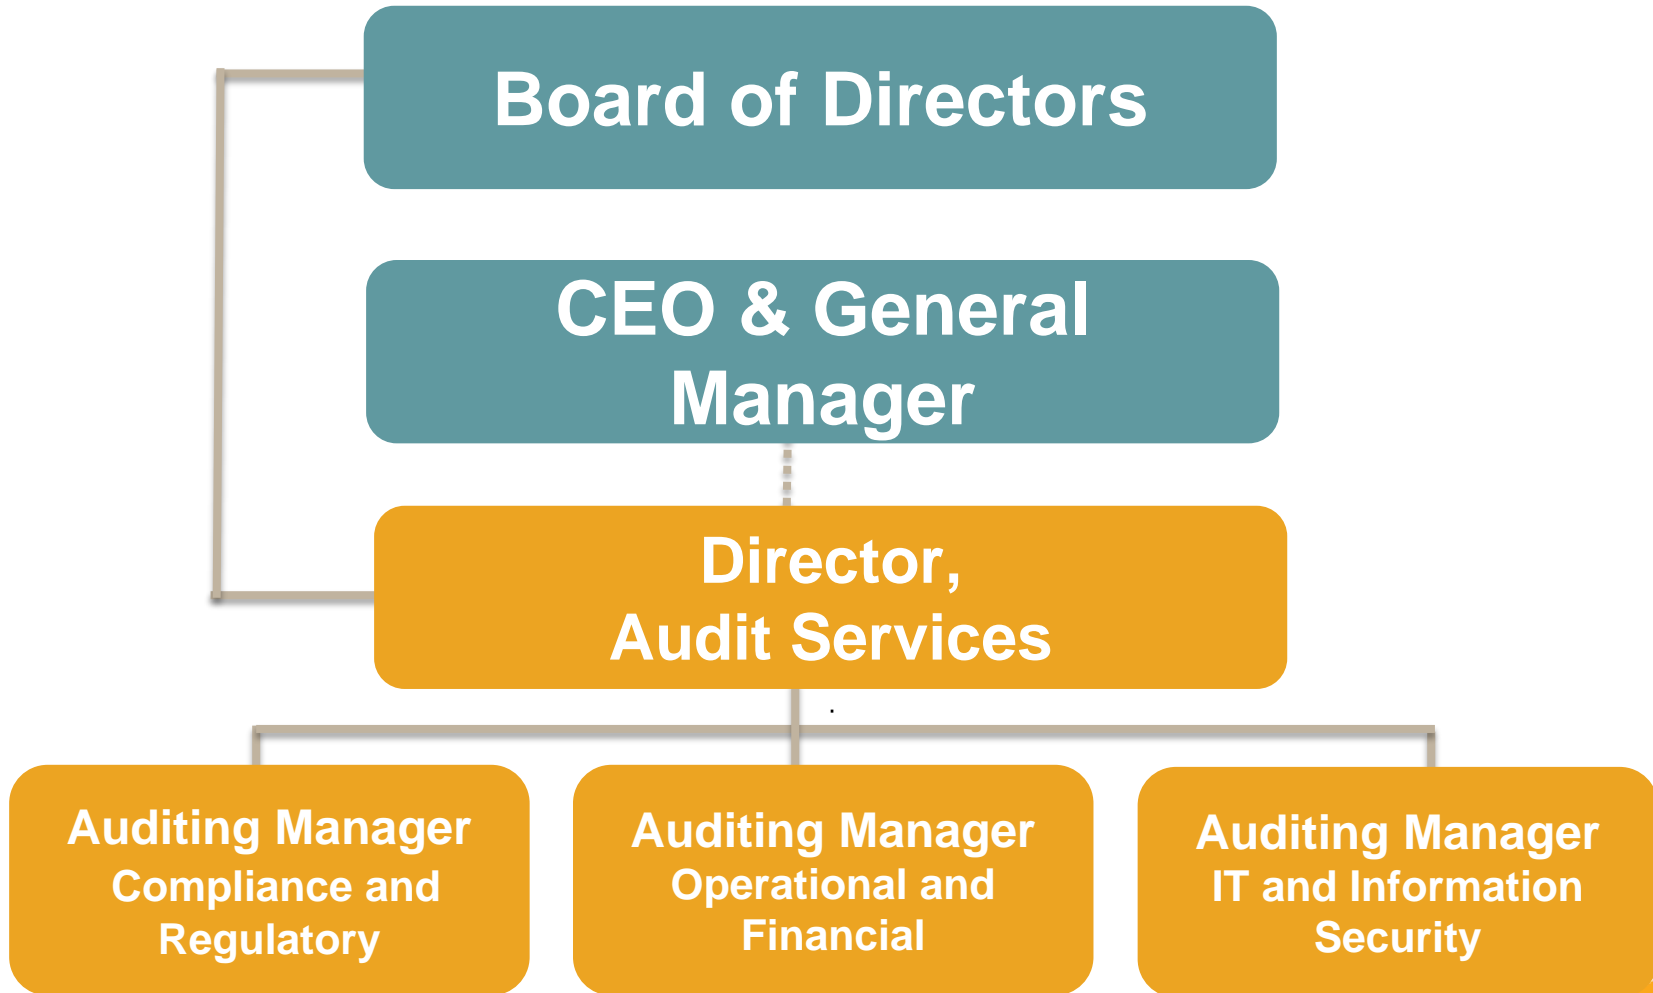 Board of Directors
CEO & General
Manager
Director,
Audit Services
.
Auditing Manager
Compliance and
Regulatory
Auditing Manager
Operational and
Financial
Auditing Manager
IT and Information
Security